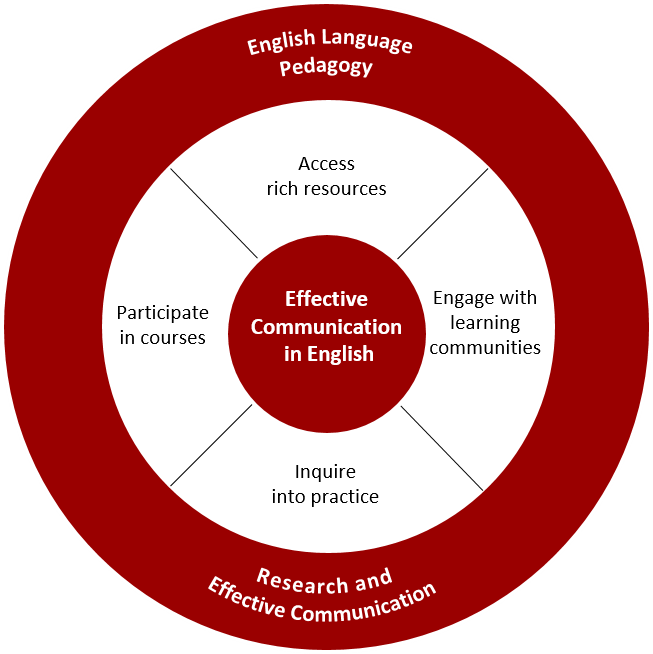 English Language
Pedagogy
Access
rich resources
Participate
in courses
Effective
Communication
in English
Engage with
learning
communities
Inquire
into practice
Research and
Effective Communication